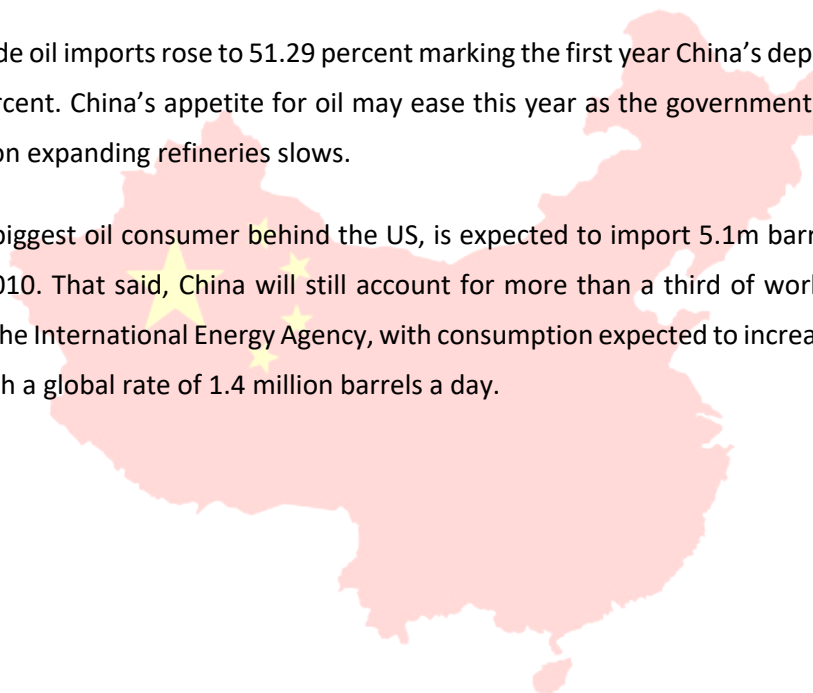 de oil imports rose to 51.29 percent marking the first year China's dep
rcent. China's appetite for oil may ease this year as the government
on expanding refineries slows.
biggest oil consumer behind the US, is expected to import 5.1m barr
010. That said, China will still account for more than a third of worl
he International Energy Agency, with consumption expected to increa
h a global rate of 1.4 million barrels a day.